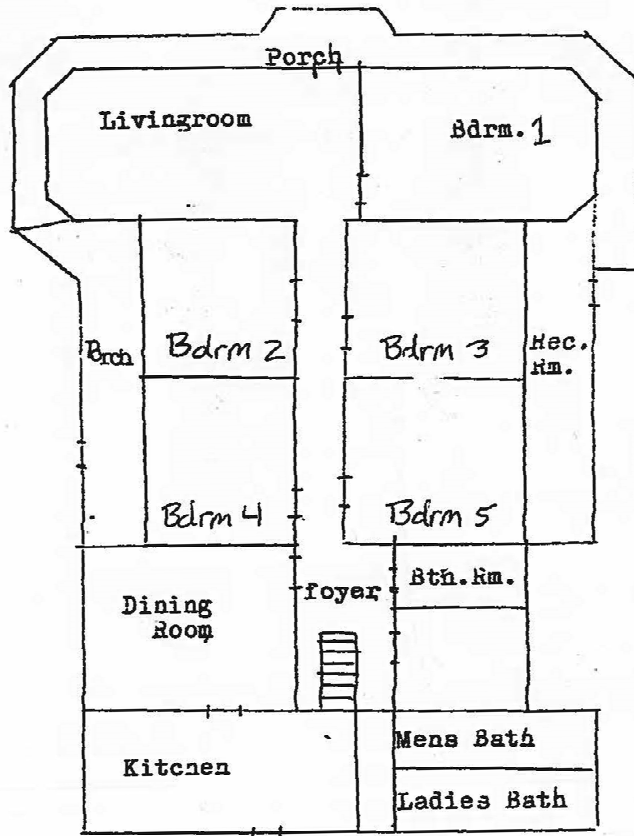 Porch
Livingroom
Bdrm. 1
Brch
Bdrm 2
Bdrm 3
Rec.
Rm.
Bdrm 4
Bdrm 5
Dining
Room
foyer
Bth.Rm.
Kitchen
Mens Bath
Ladies Bath